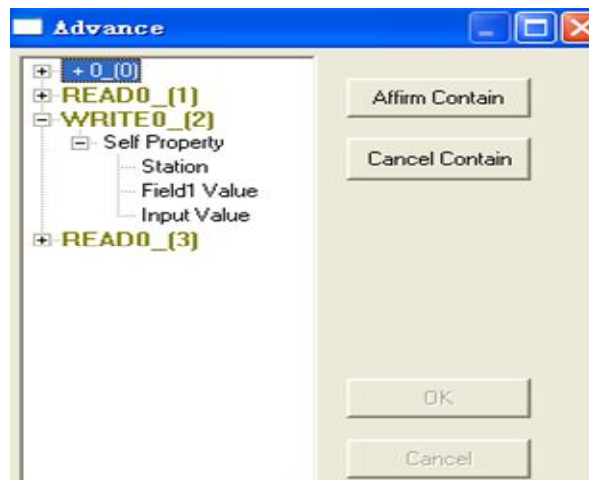 Advance
+ 0_(0)
READ0_(1)
WRITE0_(2)
Self Property
Station
Field1 Value
Input Value
READ0_(3)
Affirm Contain
Cancel Contain
OK
Cancel